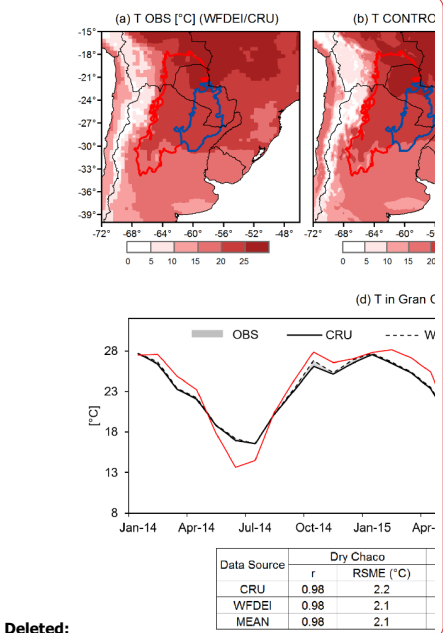 (a) T OBS [°C] (WFDEI/CRU)
(b) T CONTRO
-15°
-18°
-21°
-24°
-27°
-30°
-33°
-36°
-39°
-72° -68° -64° -60° -56° -52° -48°
-72° -68° -64° -60° -5
0 5 10 15 20 25
0 5 10 15 20
(d) T in Gran C
OBS CRU W
28
23
18
13
8
[°C]
Jan-14 Apr-14 Jul-14 Oct-14 Jan-15 Apr-
Data Source Dry Chaco
r RSME (°C)
CRU 0.98 2.2
WFDEI 0.98 2.1
MEAN 0.98 2.1
Deleted: